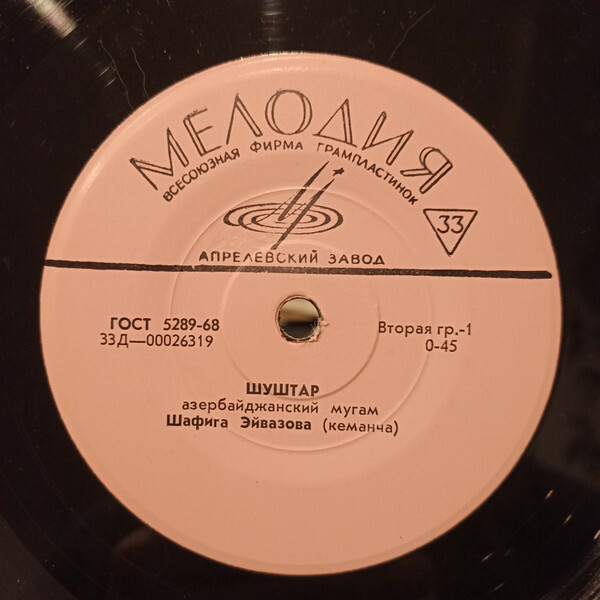 МЕЛОДИЯ
ВСЕСОЮЗНАЯ ФИРМА ГРАМПЛАСТИНОК
33
АПРЕЛЕВСКИЙ ЗАВОД
ГОСТ 5289-68
33Д—00026319
Вторая гр.-1
0-45
ШУШТАР
азербайджанский мугам
Шафига Эйвазова (кеманча)